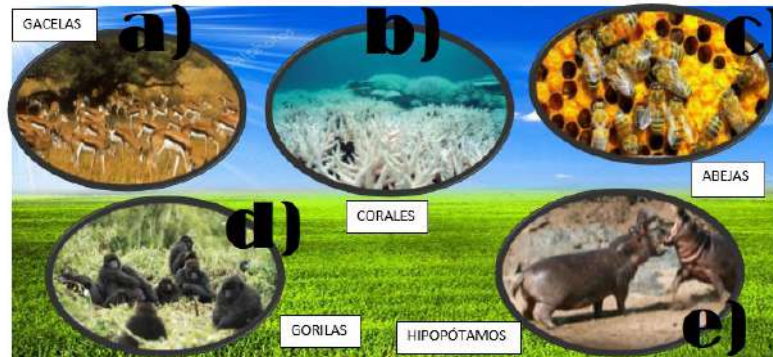 GACELAS
a)
b)
c)
CORALES
ABEJAS
d)
GORILAS
HIPOPÓTAMOS
e)